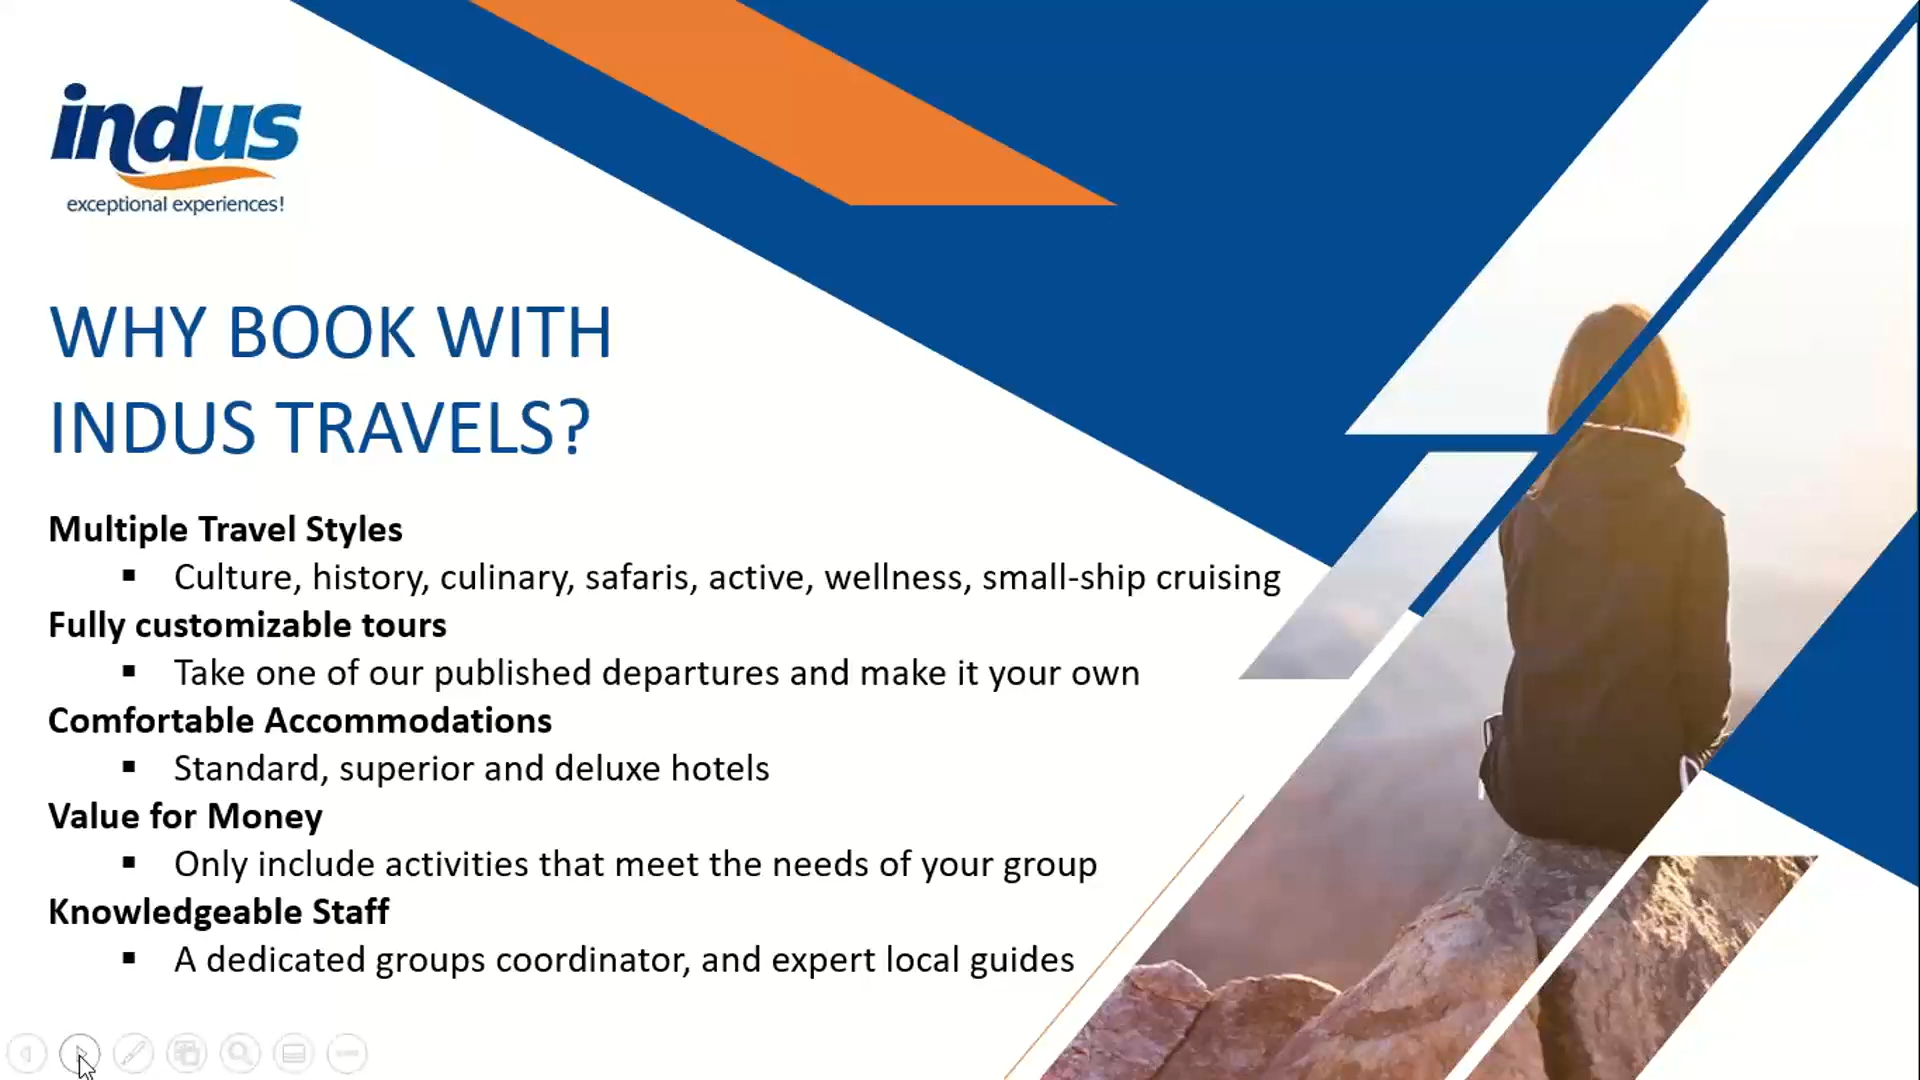 indus
exceptional experiences!
WHY BOOK WITH
INDUS TRAVELS?
Multiple Travel Styles
▪ Culture, history, culinary, safaris, active, wellness, small-ship cruising
Fully customizable tours
▪ Take one of our published departures and make it your own
Comfortable Accommodations
▪ Standard, superior and deluxe hotels
Value for Money
▪ Only include activities that meet the needs of your group
Knowledgeable Staff
▪ A dedicated groups coordinator, and expert local guides